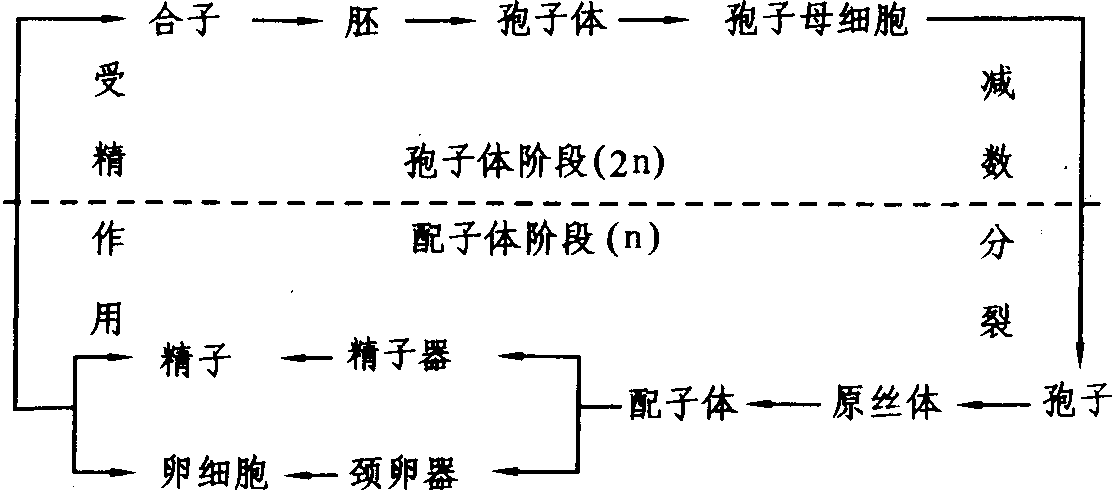 合子 胚 孢子体 孢子母细胞
受精作用
减数分裂
孢子体阶段(2n)
配子体阶段(n)
精子 精子器
配子体 原丝体 孢子
卵细胞 颈卵器